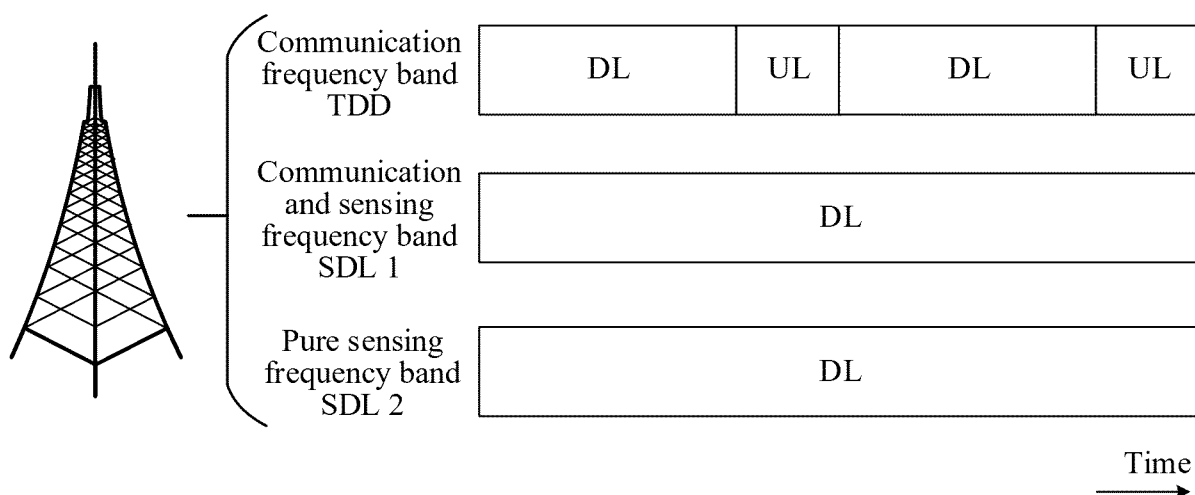 Communication
frequency band
TDD
DL
UL
DL
UL
Communication
and sensing
frequency band
SDL 1
DL
Pure sensing
frequency band
SDL 2
DL
Time